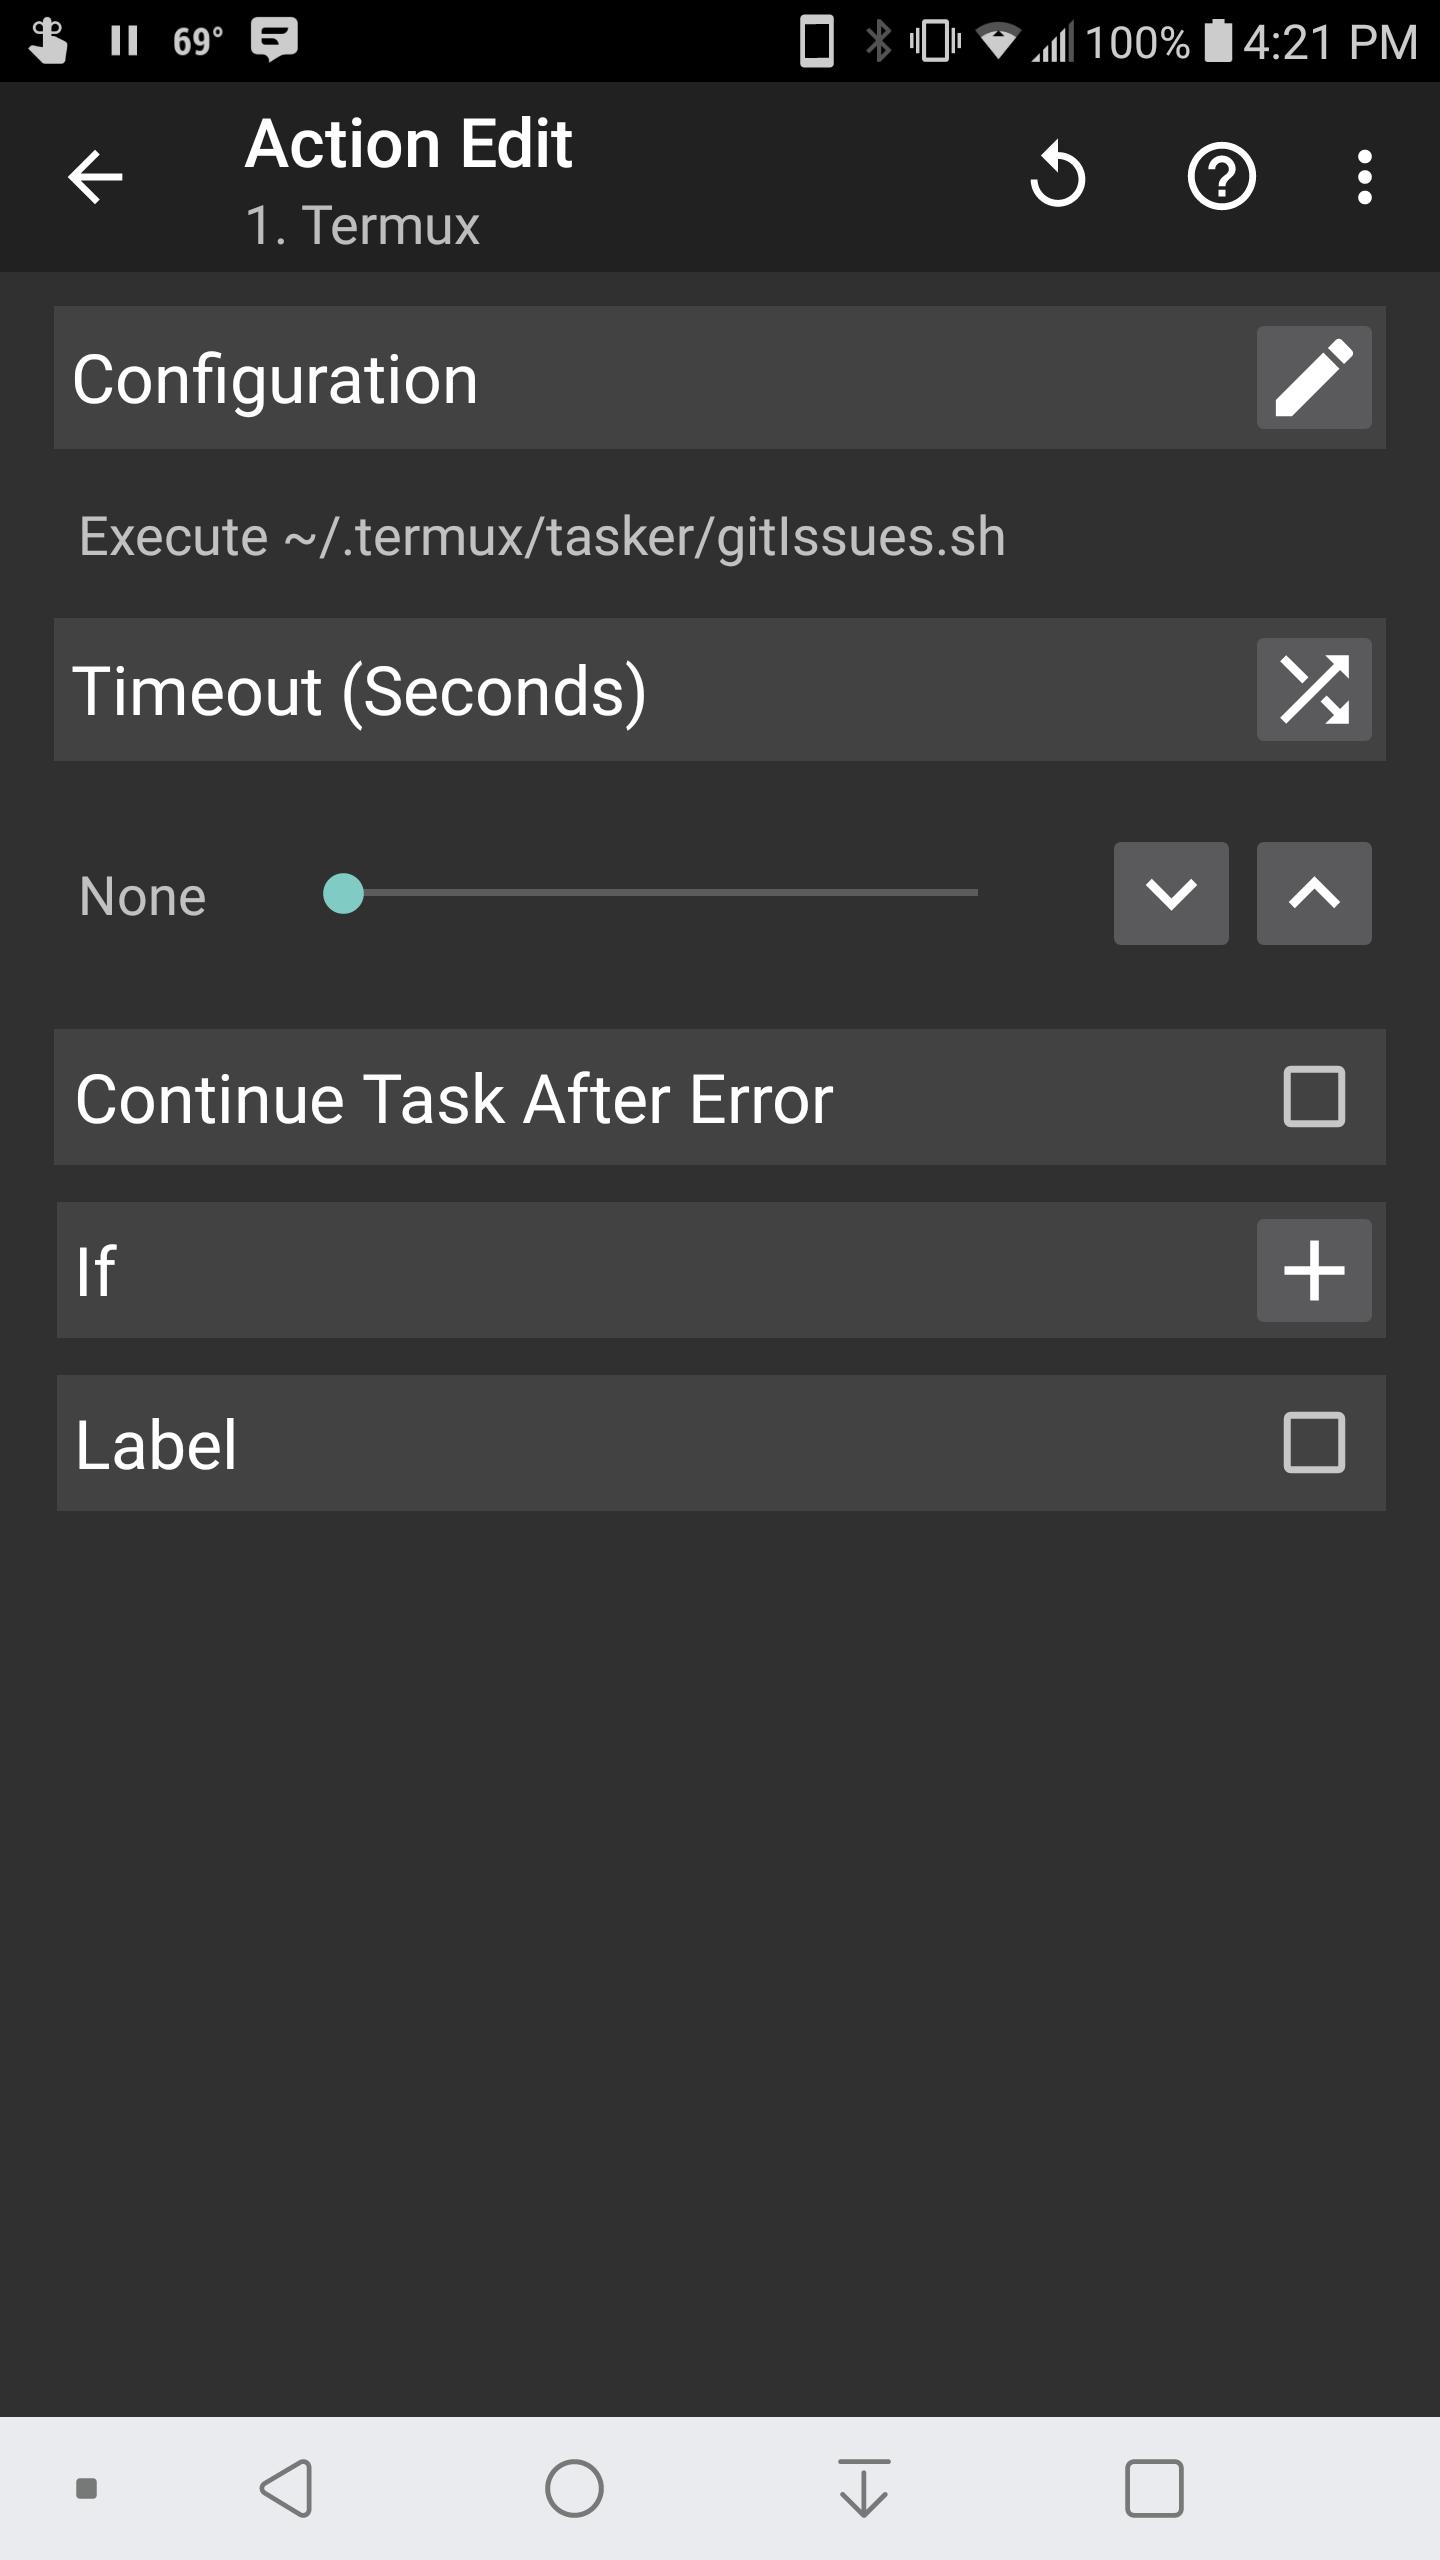 69° 100% 4:21 PM
Action Edit
1. Termux
Configuration
Execute ~/.termux/tasker/gitIssues.sh
Timeout (Seconds)
None
Continue Task After Error
If
Label